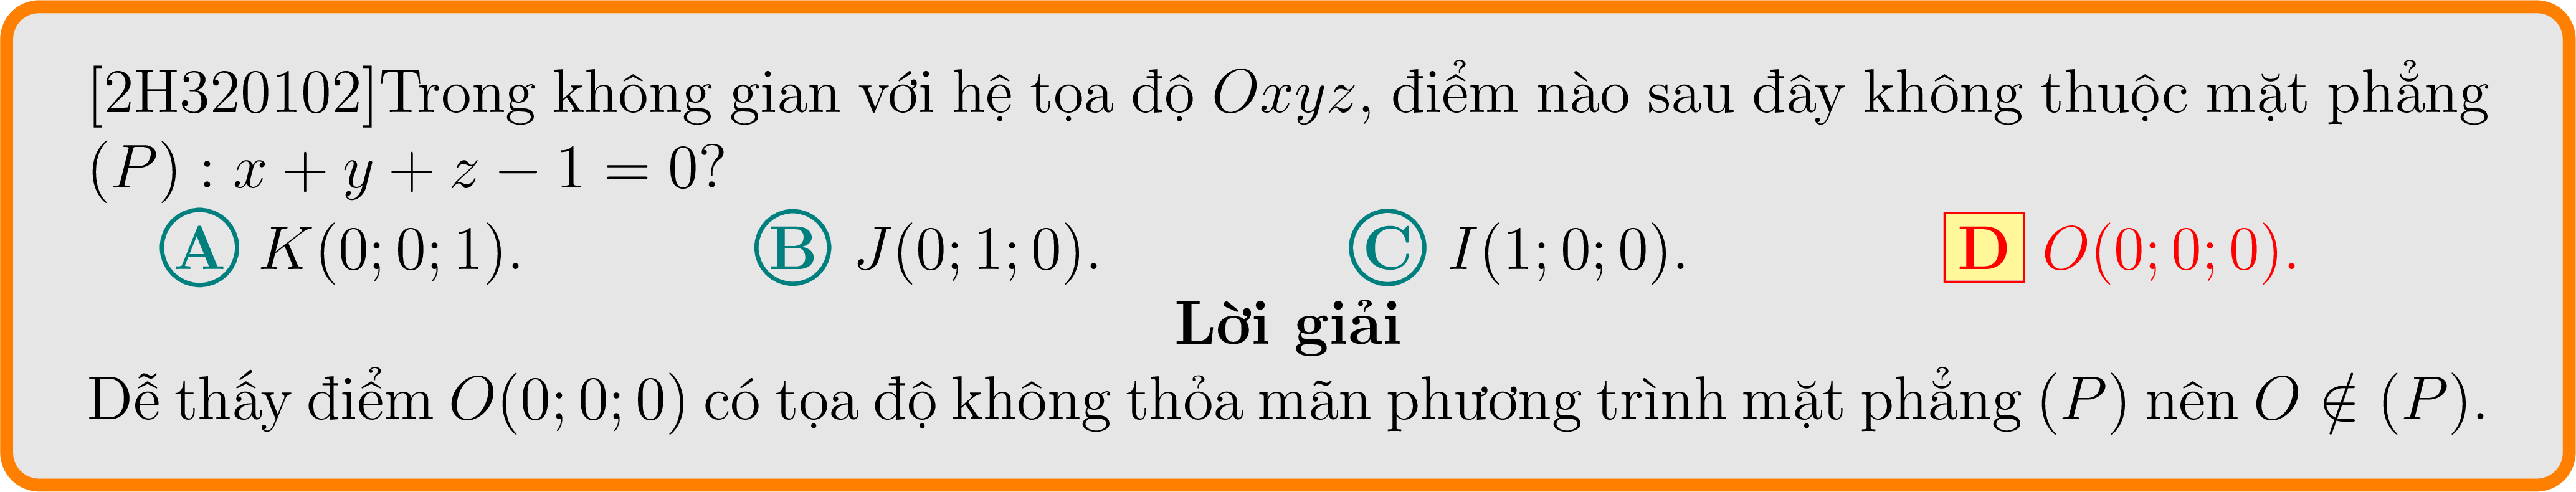 [2H320102]Trong không gian với hệ tọa độ Oxyz, điểm nào sau đây không thuộc mặt phẳng
(P) : x + y + z − 1 = 0?
A K(0; 0; 1). B J(0; 1; 0). C I(1; 0; 0). D O(0; 0; 0).
Lời giải
Dễ thấy điểm O(0; 0; 0) có tọa độ không thỏa mãn phương trình mặt phẳng (P) nên O ∉ (P).